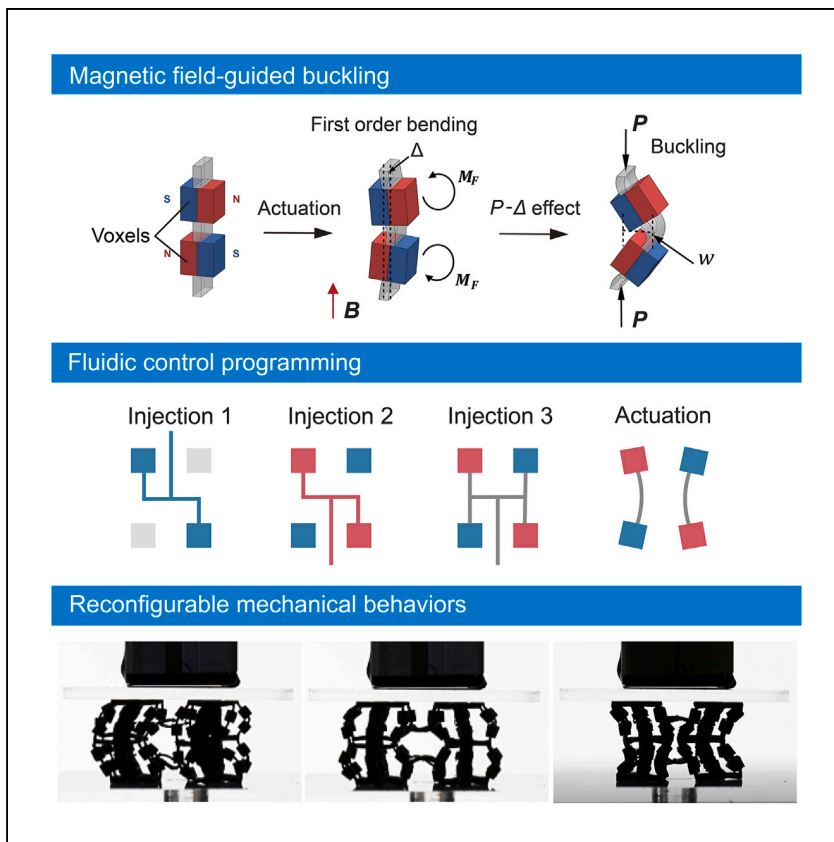 Magnetic field-guided buckling
First order bending
Δ
P
Buckling
M_F
S
N
Actuation
P-Δ effect
Voxels
N
S
w
M_F
B
P
Fluidic control programming
Injection 1
Injection 2
Injection 3
Actuation
Reconfigurable mechanical behaviors